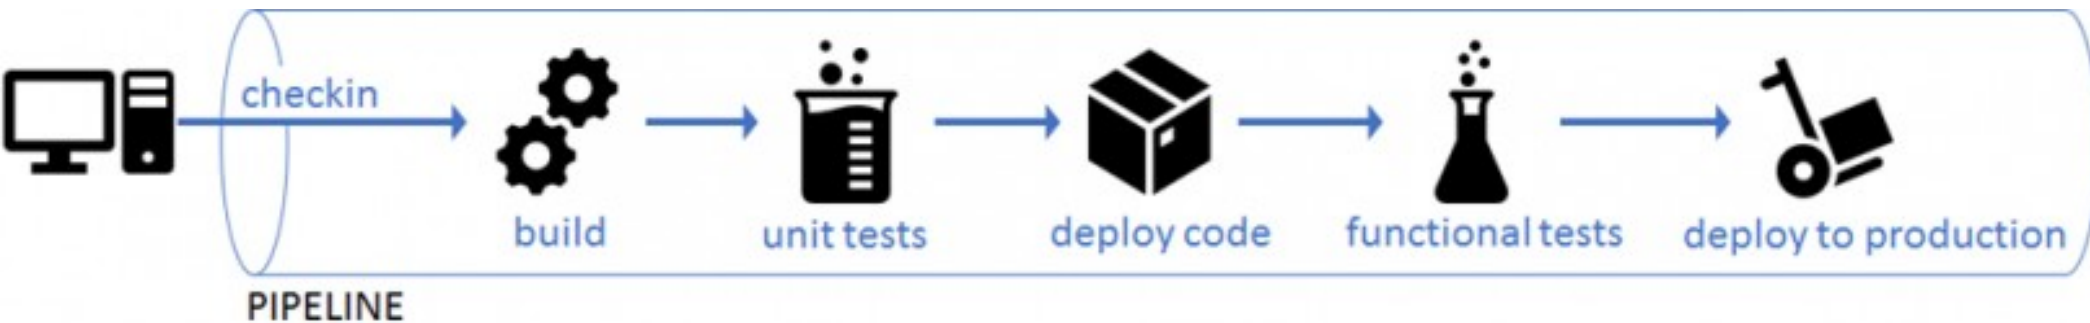 checkin
build
unit tests
deploy code
functional tests
deploy to production
PIPELINE